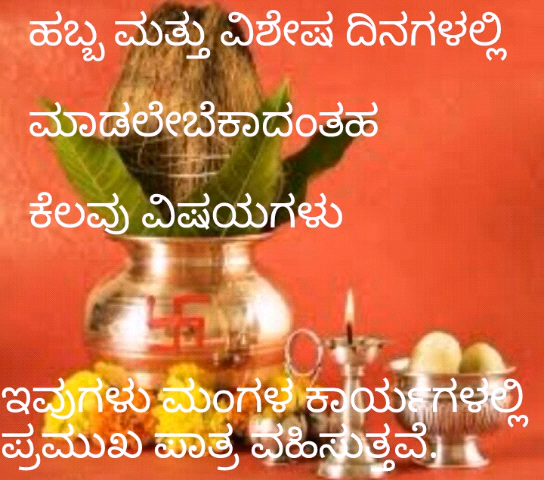 ಹಬ್ಬ ಮತ್ತು ವಿಶೇಷ ದಿನಗಳಲ್ಲಿ
ಮಾಡಲೇಬೆಕಾದಂತಹ
ಕೆಲವು ವಿಷಯಗಳು
ಇವುಗಳು ಮಂಗಳ ಕಾರ್ಯಗಳಲ್ಲಿ
ಪ್ರಮುಖ ಪಾತ್ರ ವಹಿಸುತ್ತವೆ.